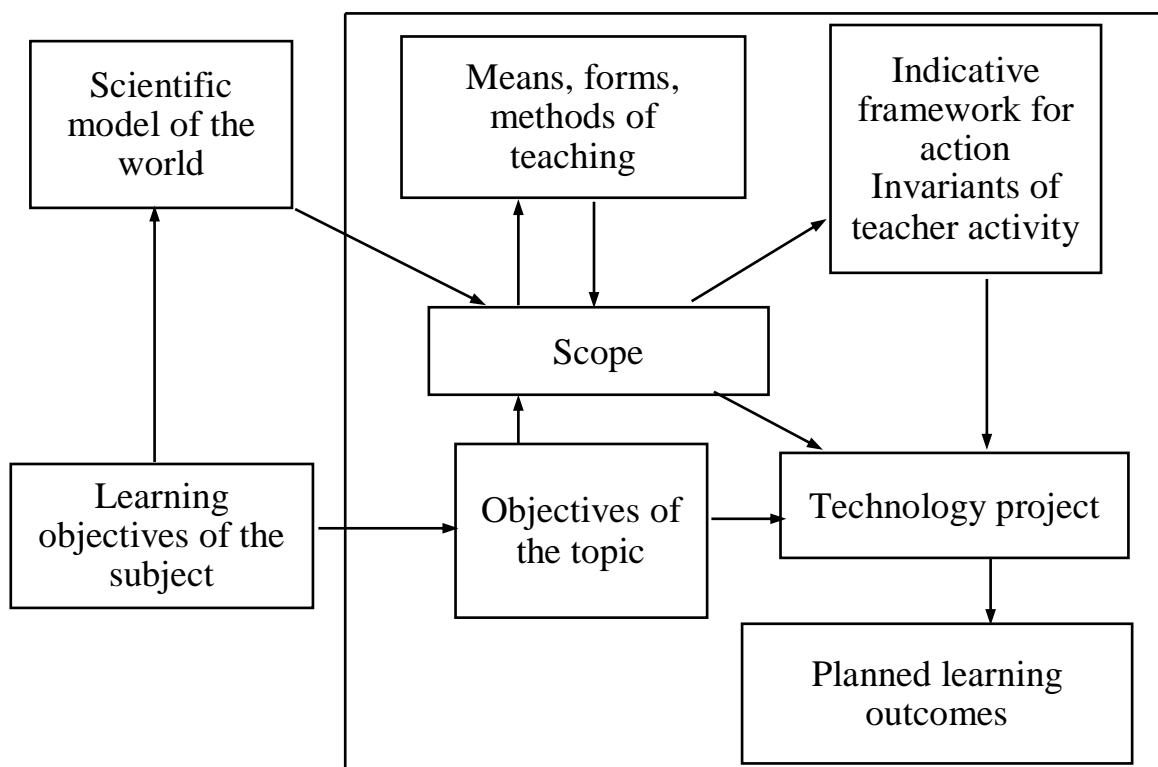 Scientific
model of the
world
Means, forms,
methods of
teaching
Indicative
framework for
action
Invariants of
teacher activity
Scope
Learning
objectives of the
subject
Objectives of
the topic
Technology project
Planned learning
outcomes